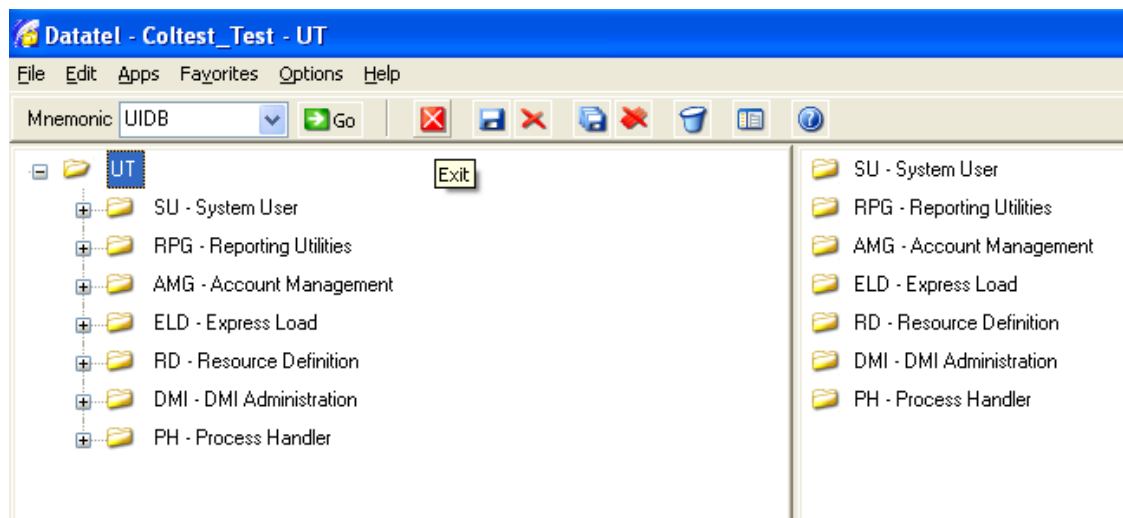 Datatel - Coltest_Test - UT
File Edit Apps Favorites Options Help
Mnemonic UIDB Go
UT
Exit
SU - System User
RPG - Reporting Utilities
AMG - Account Management
ELD - Express Load
RD - Resource Definition
DMI - DMI Administration
PH - Process Handler
SU - System User
RPG - Reporting Utilities
AMG - Account Management
ELD - Express Load
RD - Resource Definition
DMI - DMI Administration
PH - Process Handler